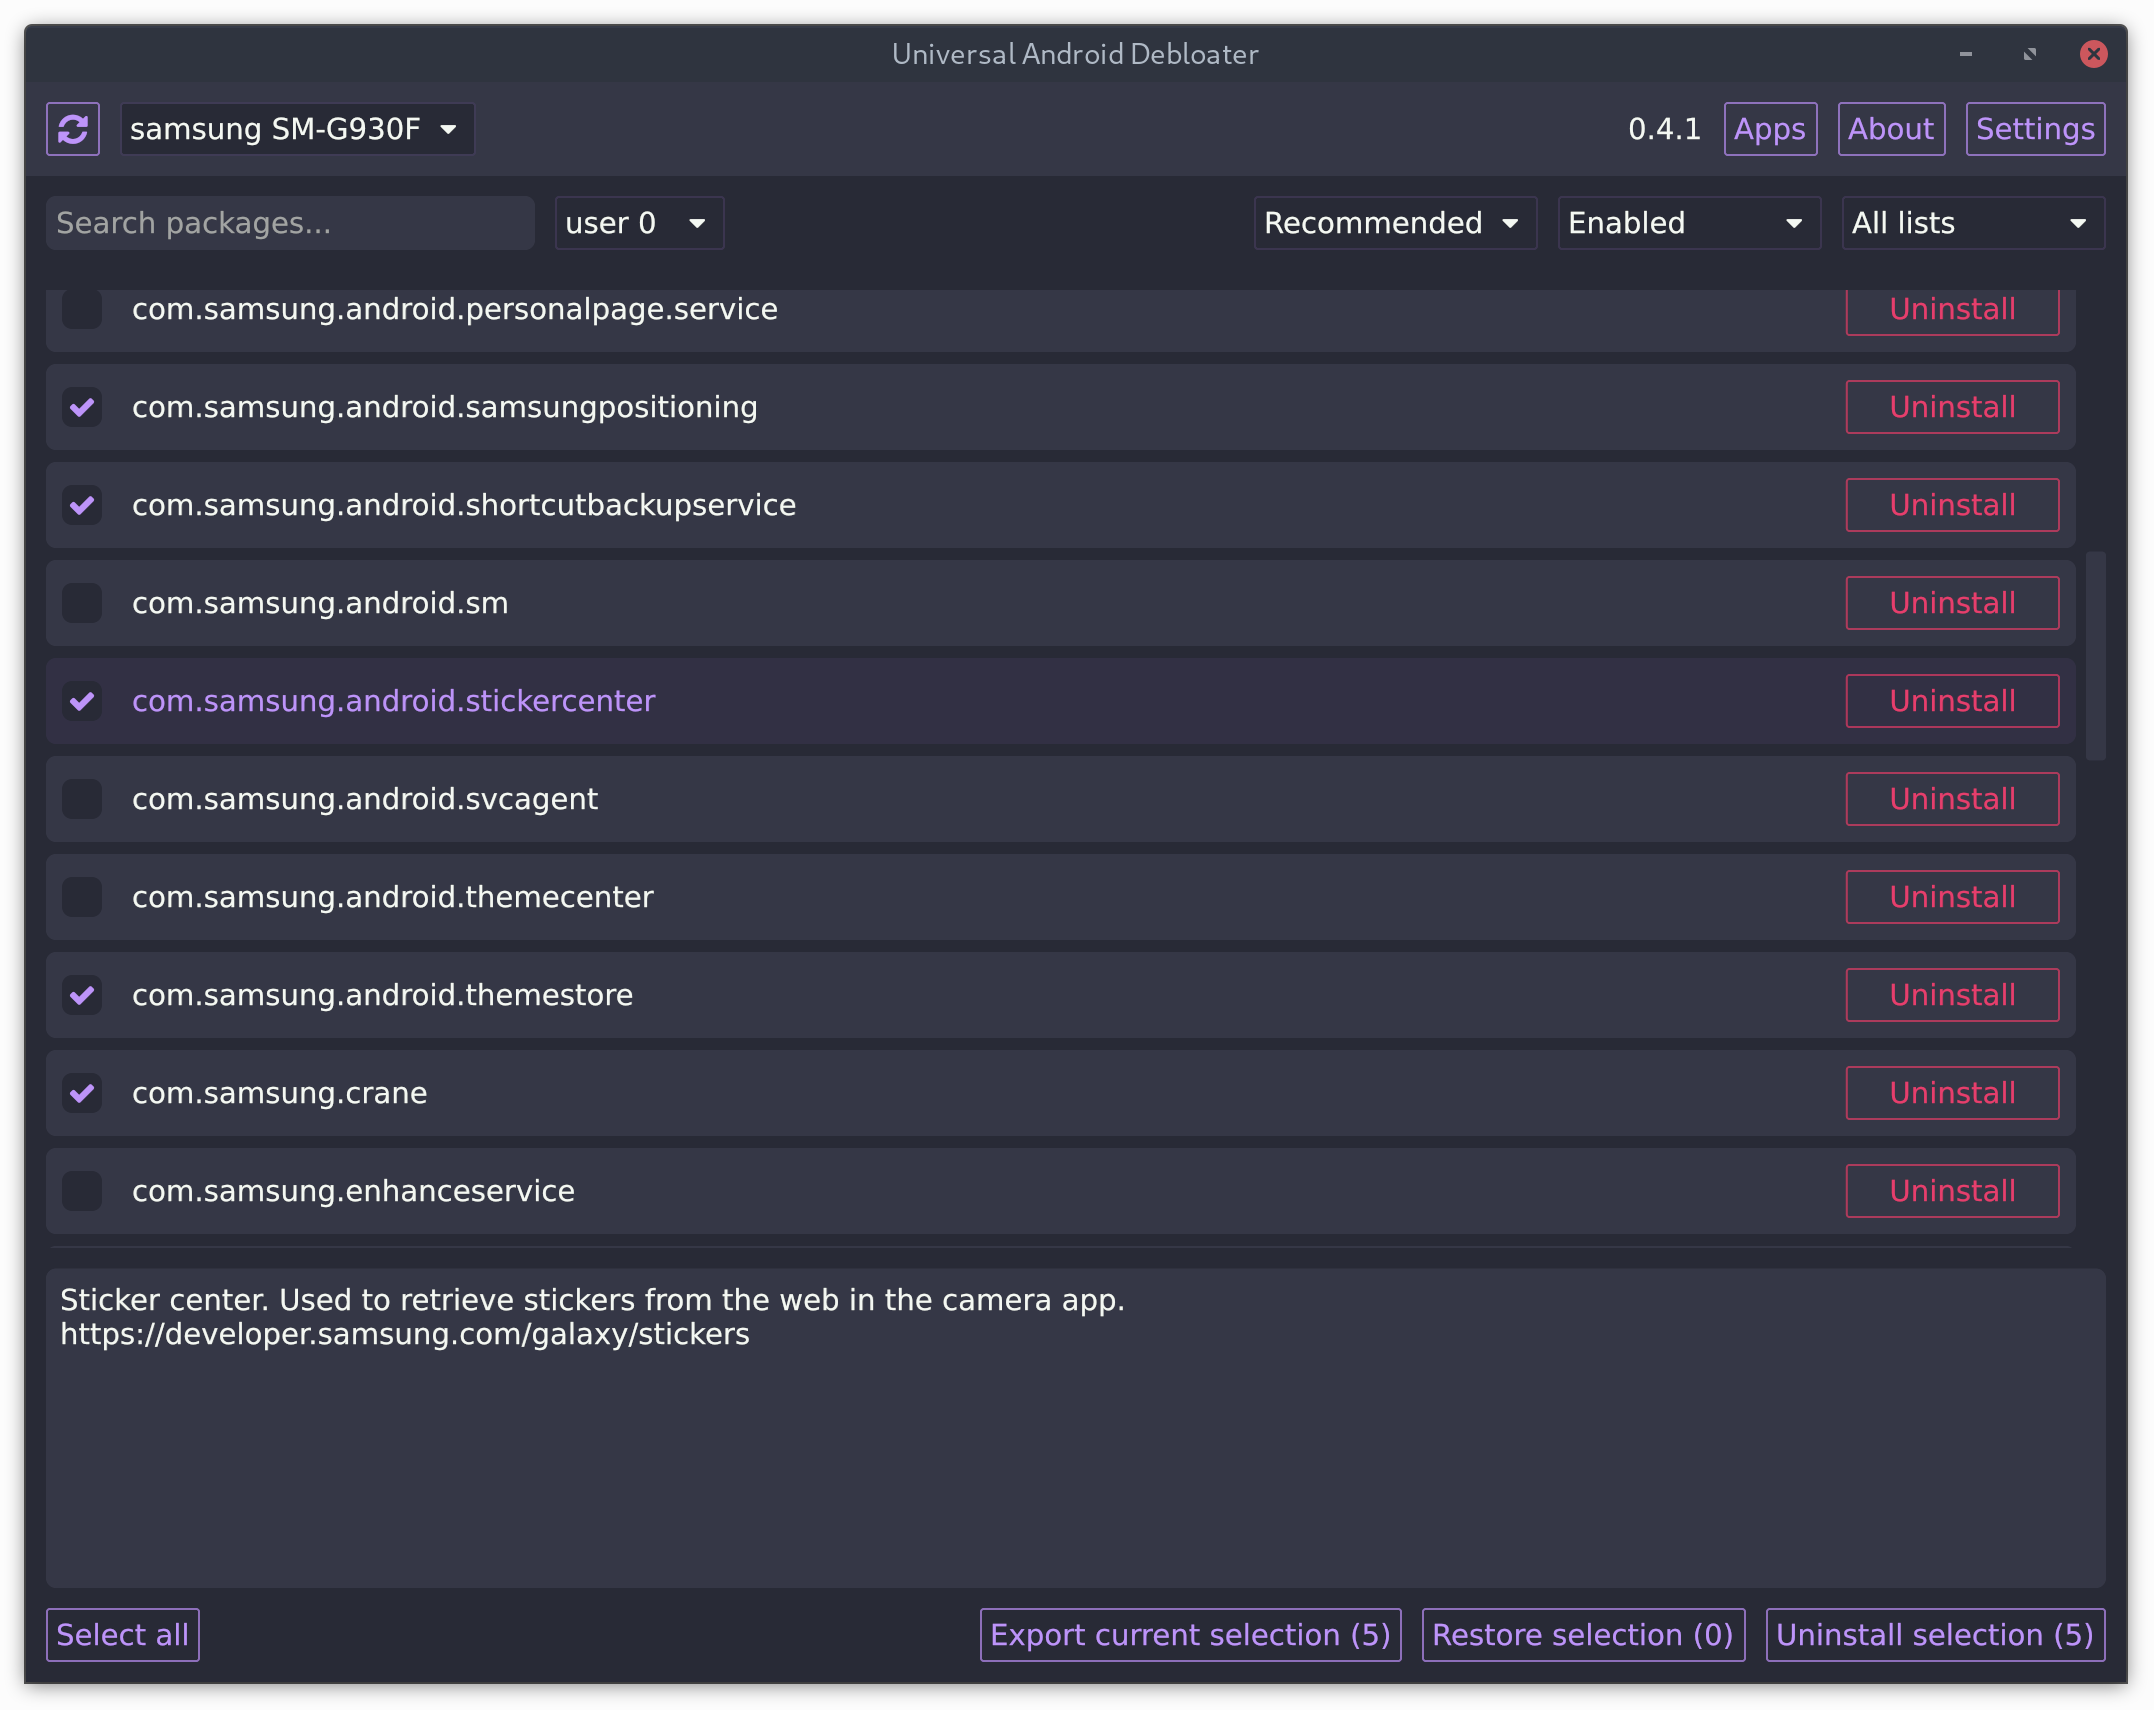 Universal Android Debloater
samsung SM-G930F
0.4.1 Apps About Settings
Search packages... user 0 Recommended Enabled All lists
com.samsung.android.personalpage.service Uninstall
com.samsung.android.samsungpositioning Uninstall
com.samsung.android.shortcutbackupservice Uninstall
com.samsung.android.sm Uninstall
com.samsung.android.stickercenter Uninstall
com.samsung.android.svcagent Uninstall
com.samsung.android.themecenter Uninstall
com.samsung.android.themestore Uninstall
com.samsung.crane Uninstall
com.samsung.enhanceservice Uninstall
Sticker center. Used to retrieve stickers from the web in the camera app.
https://developer.samsung.com/galaxy/stickers
Select all Export current selection (5) Restore selection (0) Uninstall selection (5)